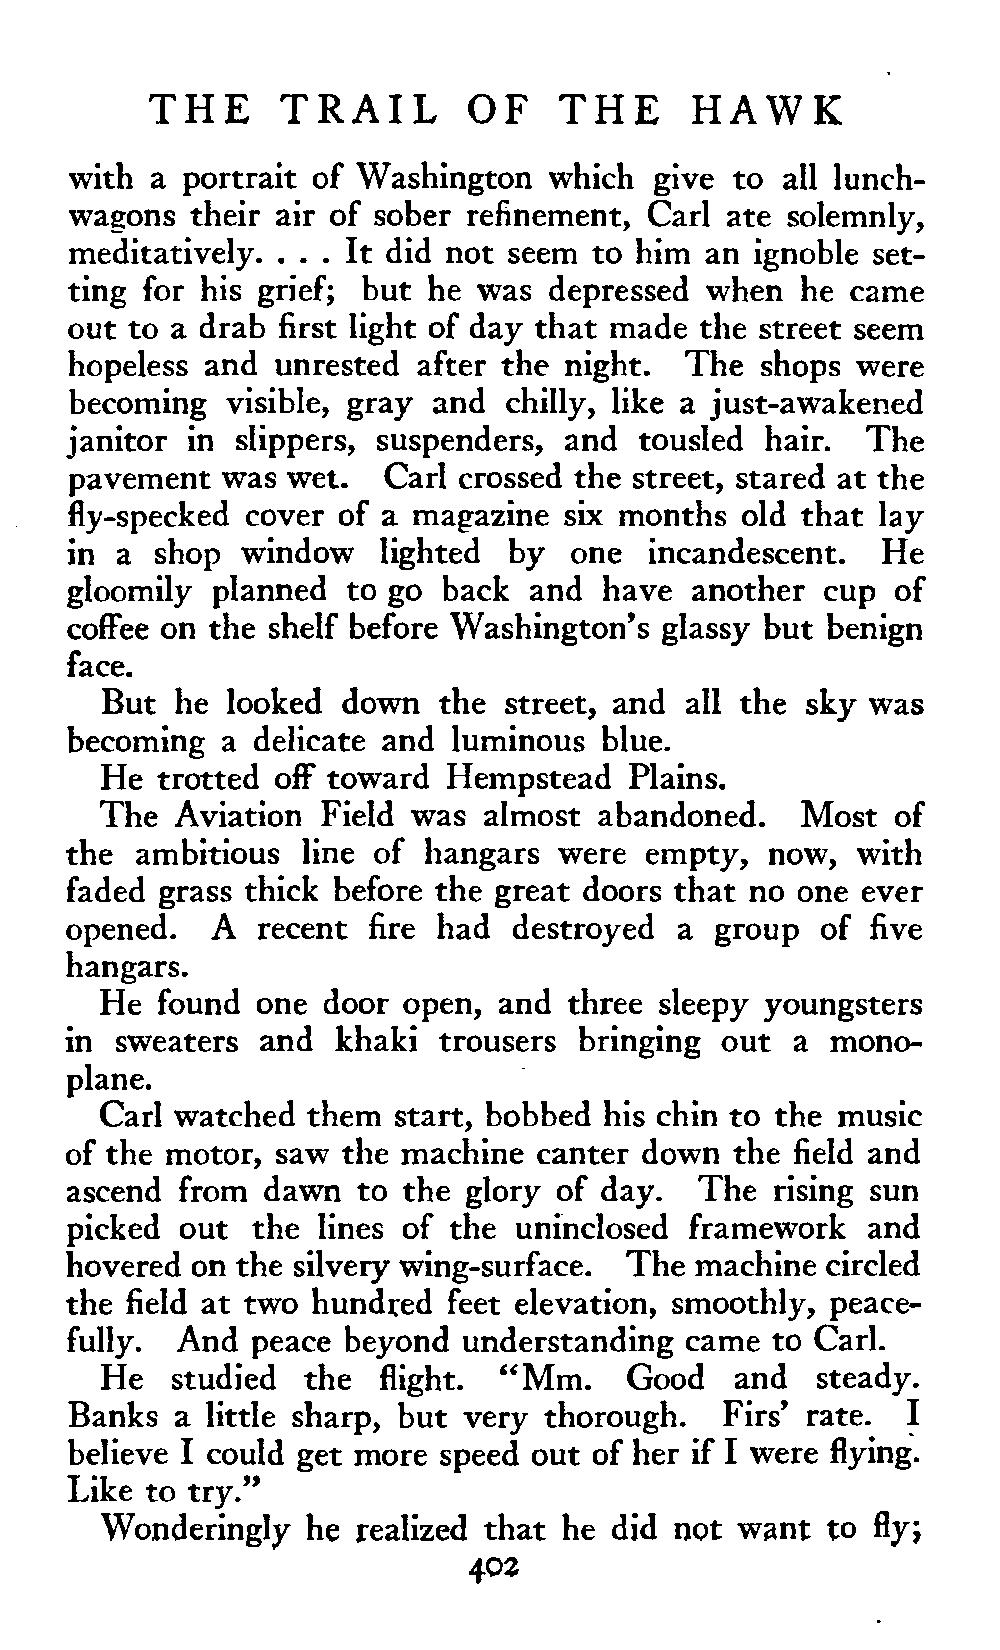 THE TRAIL OF THE HAWK
with a portrait of Washington which give to all lunch-
wagons their air of sober refinement, Carl ate solemnly,
meditatively. . . . It did not seem to him an ignoble set-
ting for his grief; but he was depressed when he came
out to a drab first light of day that made the street seem
hopeless and unrested after the night. The shops were
becoming visible, gray and chilly, like a just-awakened
janitor in slippers, suspenders, and tousled hair. The
pavement was wet. Carl crossed the street, stared at the
fly-specked cover of a magazine six months old that lay
in a shop window lighted by one incandescent. He
gloomily planned to go back and have another cup of
coffee on the shelf before Washington's glassy but benign
face.
But he looked down the street, and all the sky was
becoming a delicate and luminous blue.
He trotted off toward Hempstead Plains.
The Aviation Field was almost abandoned. Most of
the ambitious line of hangars were empty, now, with
faded grass thick before the great doors that no one ever
opened. A recent fire had destroyed a group of five
hangars.
He found one door open, and three sleepy youngsters
in sweaters and khaki trousers bringing out a mono-
plane.
Carl watched them start, bobbed his chin to the music
of the motor, saw the machine canter down the field and
ascend from dawn to the glory of day. The rising sun
picked out the lines of the uninclosed framework and
hovered on the silvery wing-surface. The machine circled
the field at two hundred feet elevation, smoothly, peace-
fully. And peace beyond understanding came to Carl.
He studied the flight. "Mm. Good and steady.
Banks a little sharp, but very thorough. Firs' rate. I
believe I could get more speed out of her if I were flying.
Like to try."
Wonderingly he realized that he did not want to fly;
402